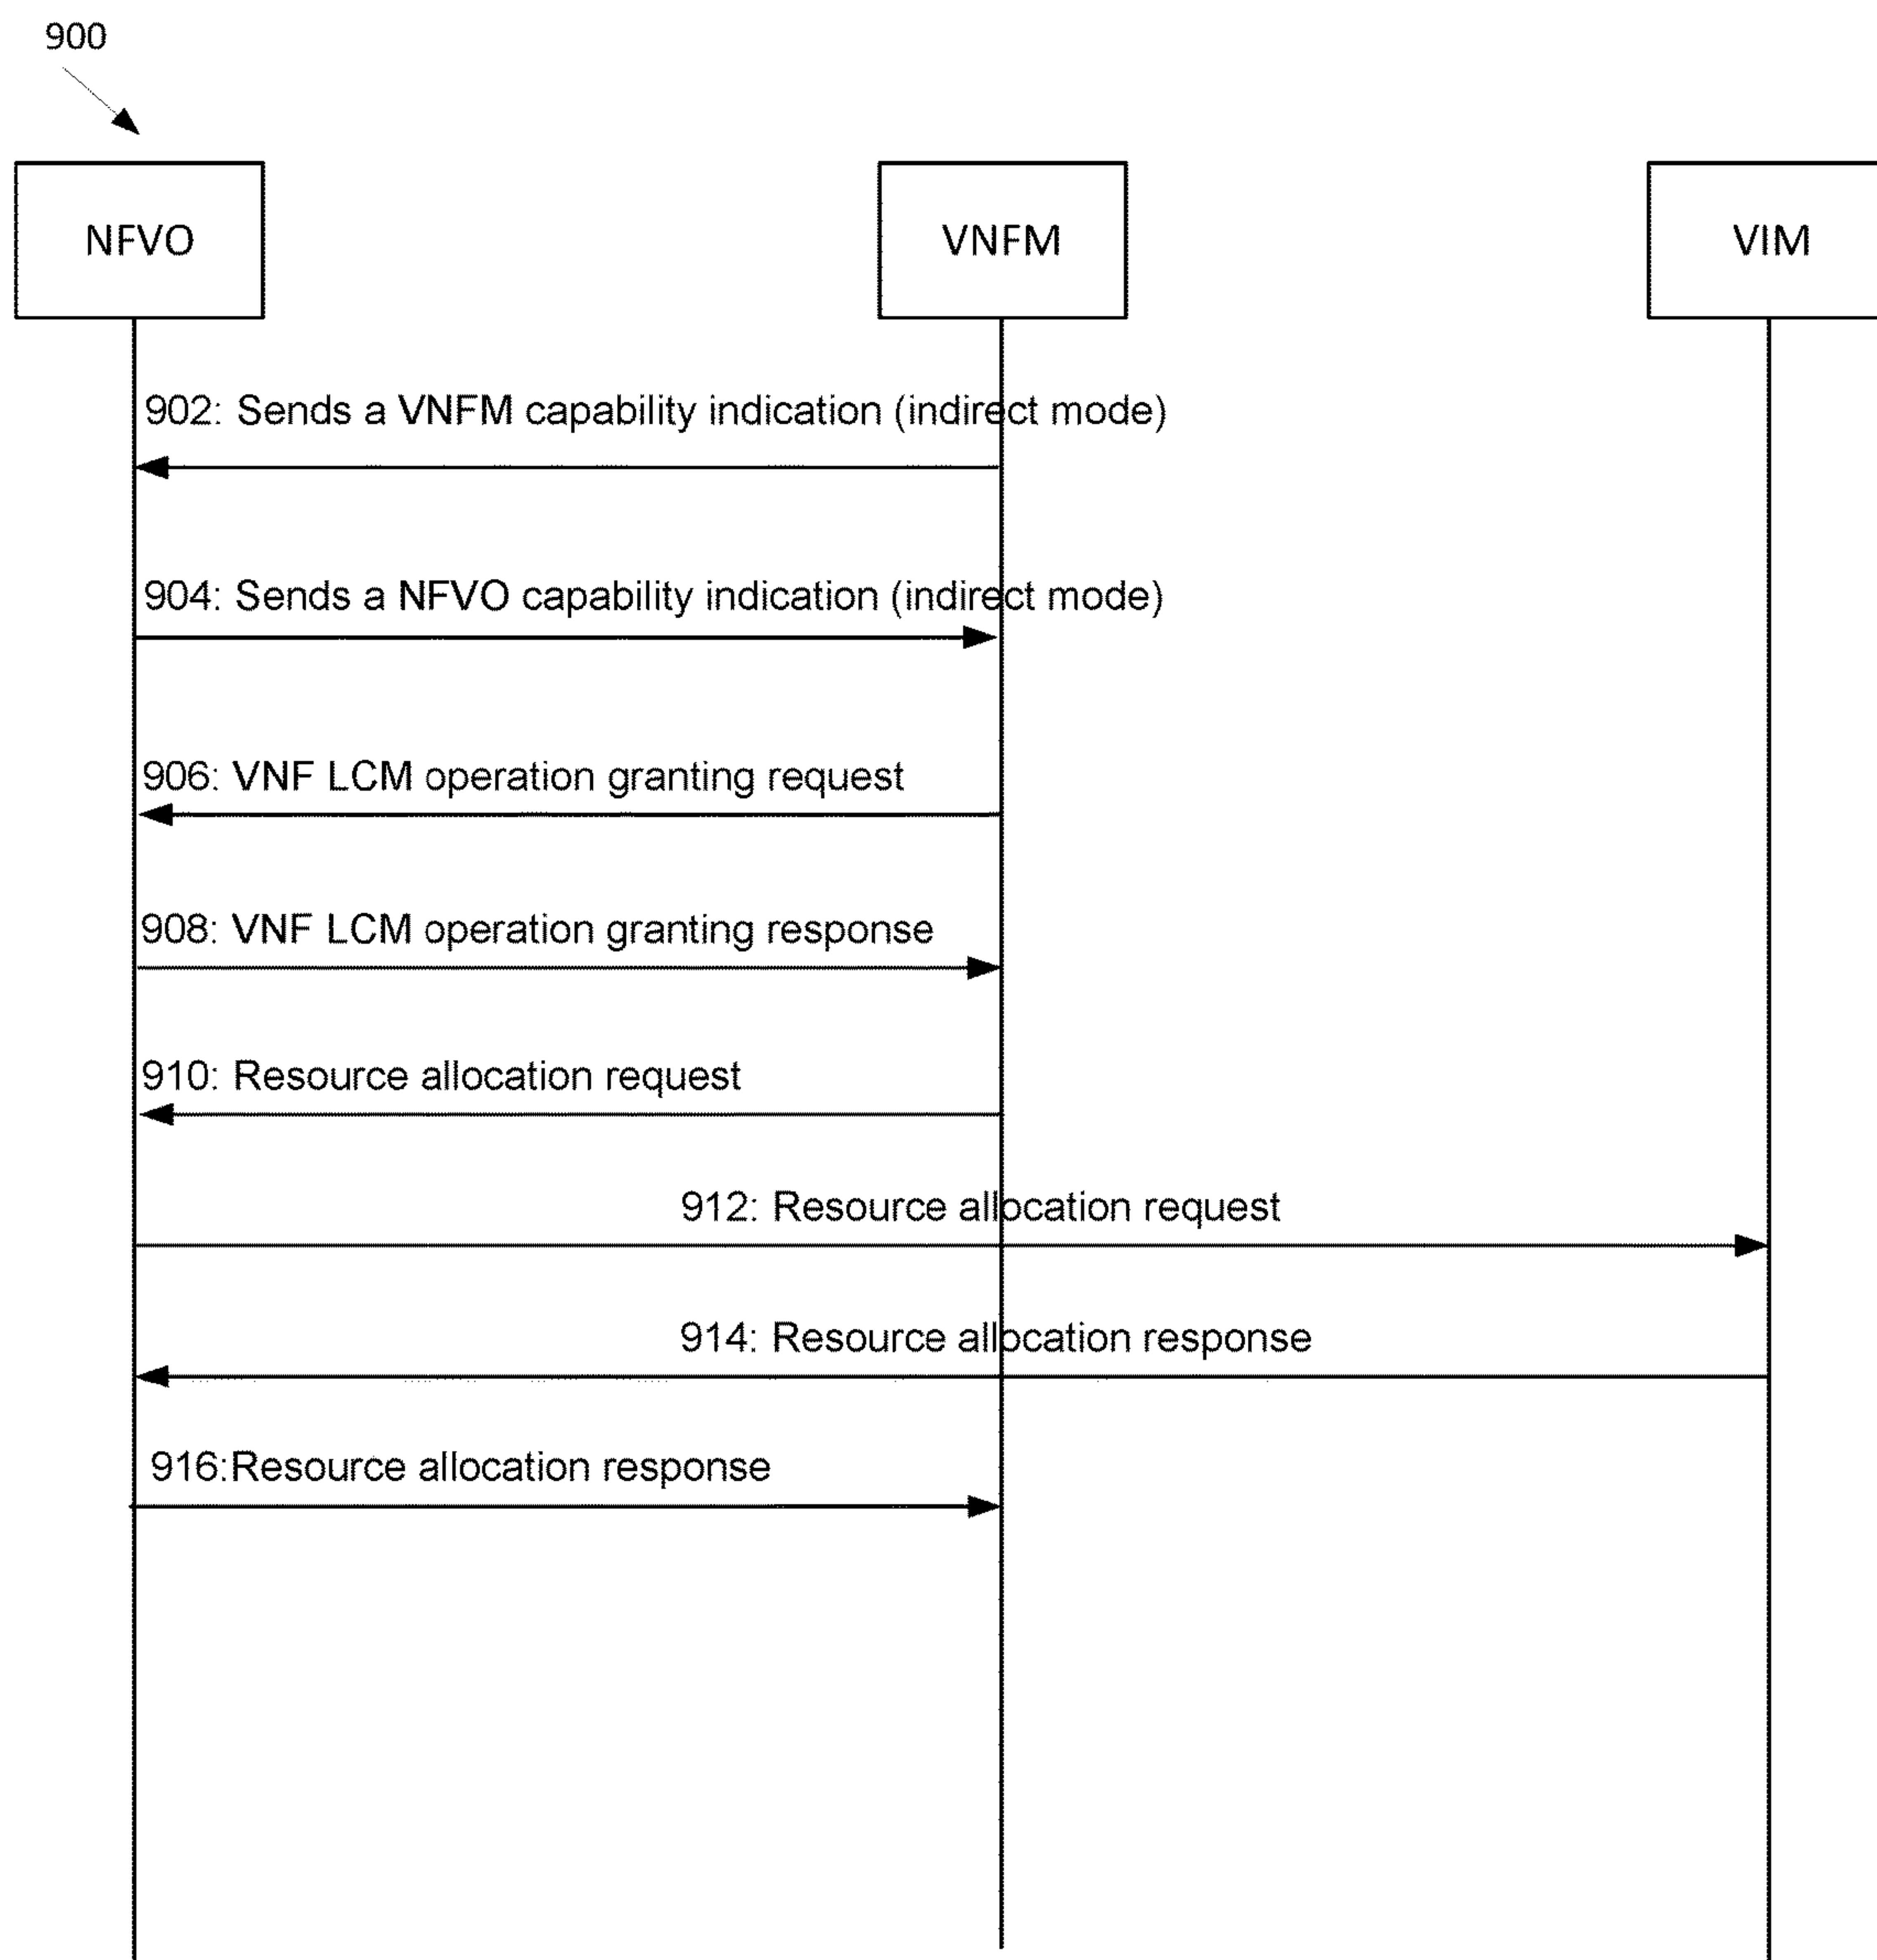 900
NFVO
VNFM
VIM
902: Sends a VNFM capability indication (indirect mode)
904: Sends a NFVO capability indication (indirect mode)
906: VNF LCM operation granting request
908: VNF LCM operation granting response
910: Resource allocation request
912: Resource allocation request
914: Resource allocation response
916:Resource allocation response